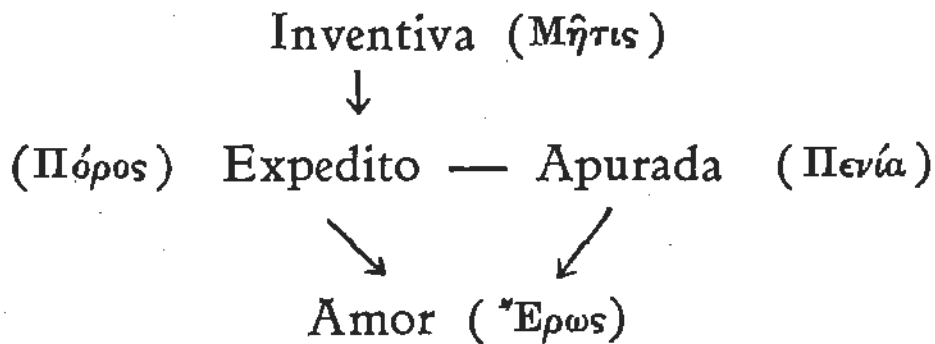 Inventiva (Μῆτις)
(Πόρος) Expedito — Apurada (Πενία)
Amor (Ἔρως)